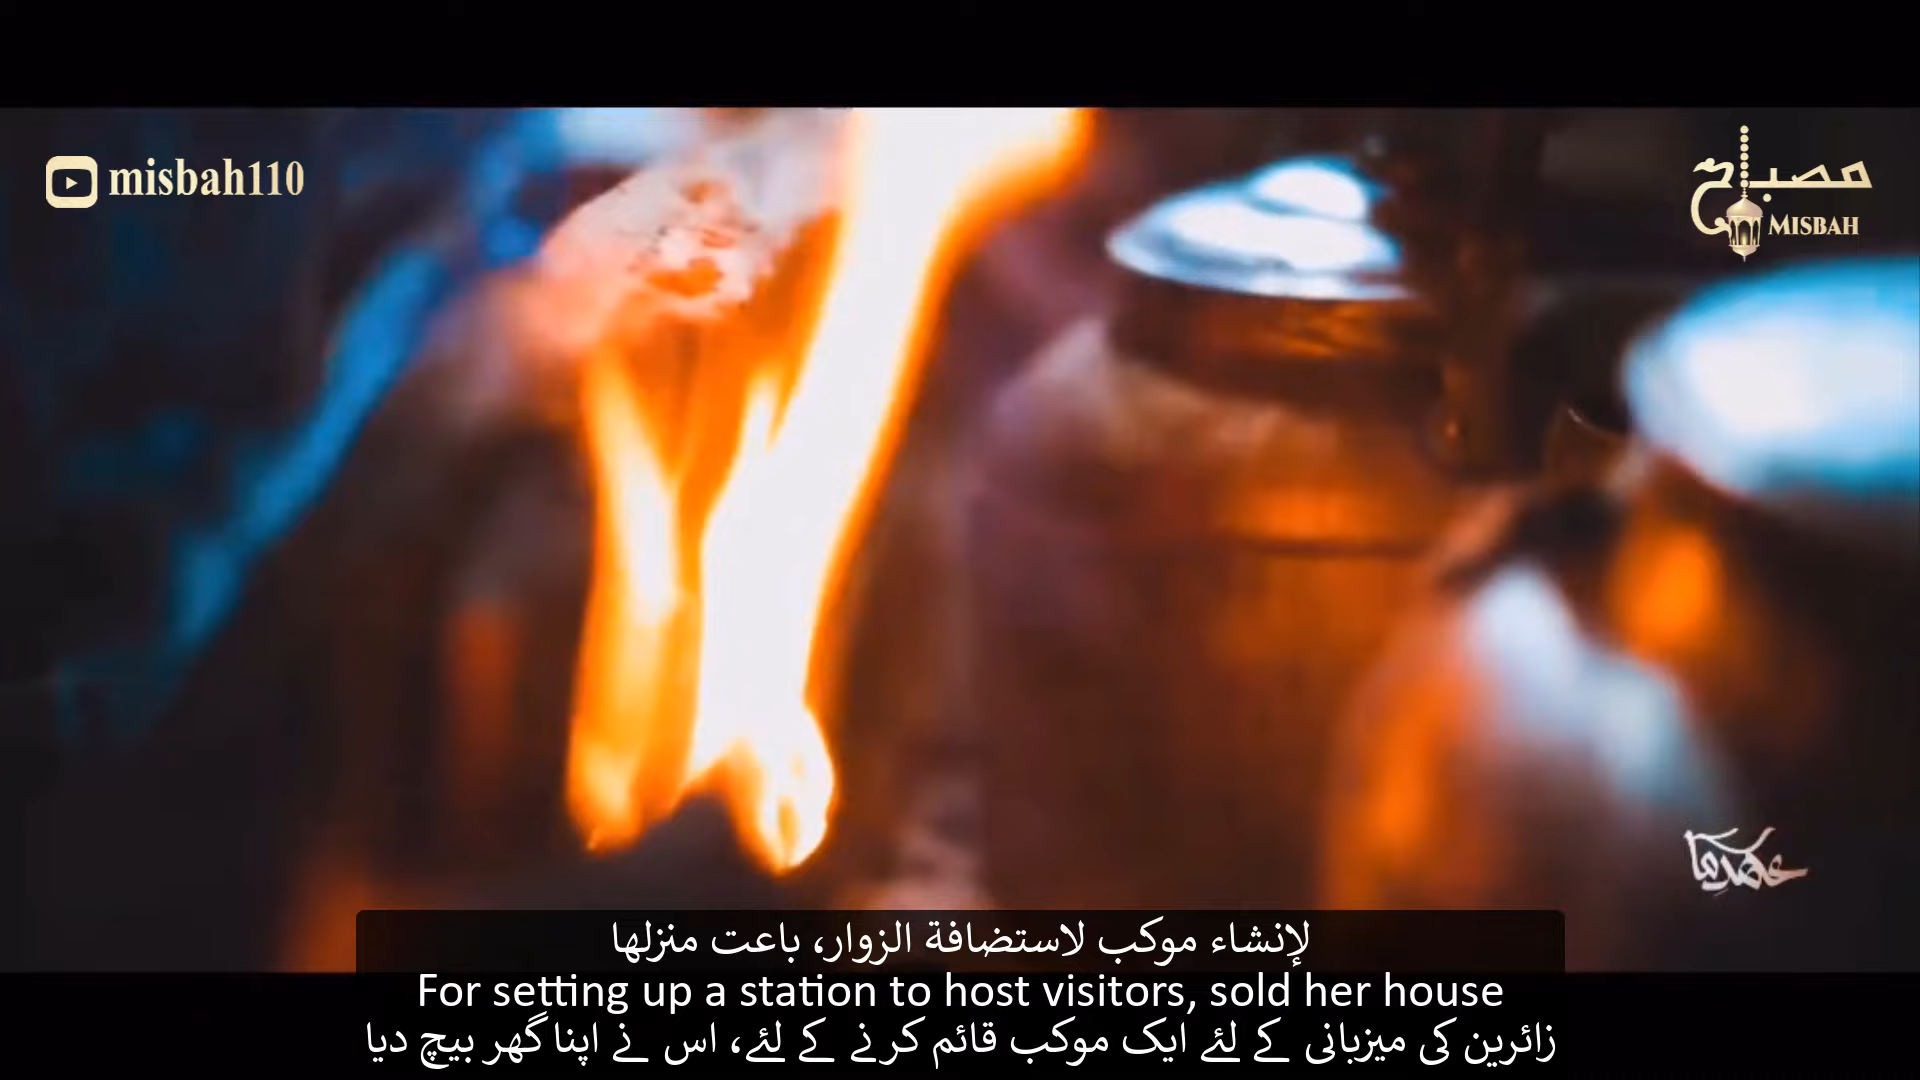 misbah110
مصباح
MISBAH
عهدما
لإنشاء موكب لاستضافة الزوار، باعت منزلها
For setting up a station to host visitors, sold her house
زائرین کی میزبانی کے لئے ایک موکب قائم کرنے کے لئے، اس نے اپنا گھر بیچ دیا